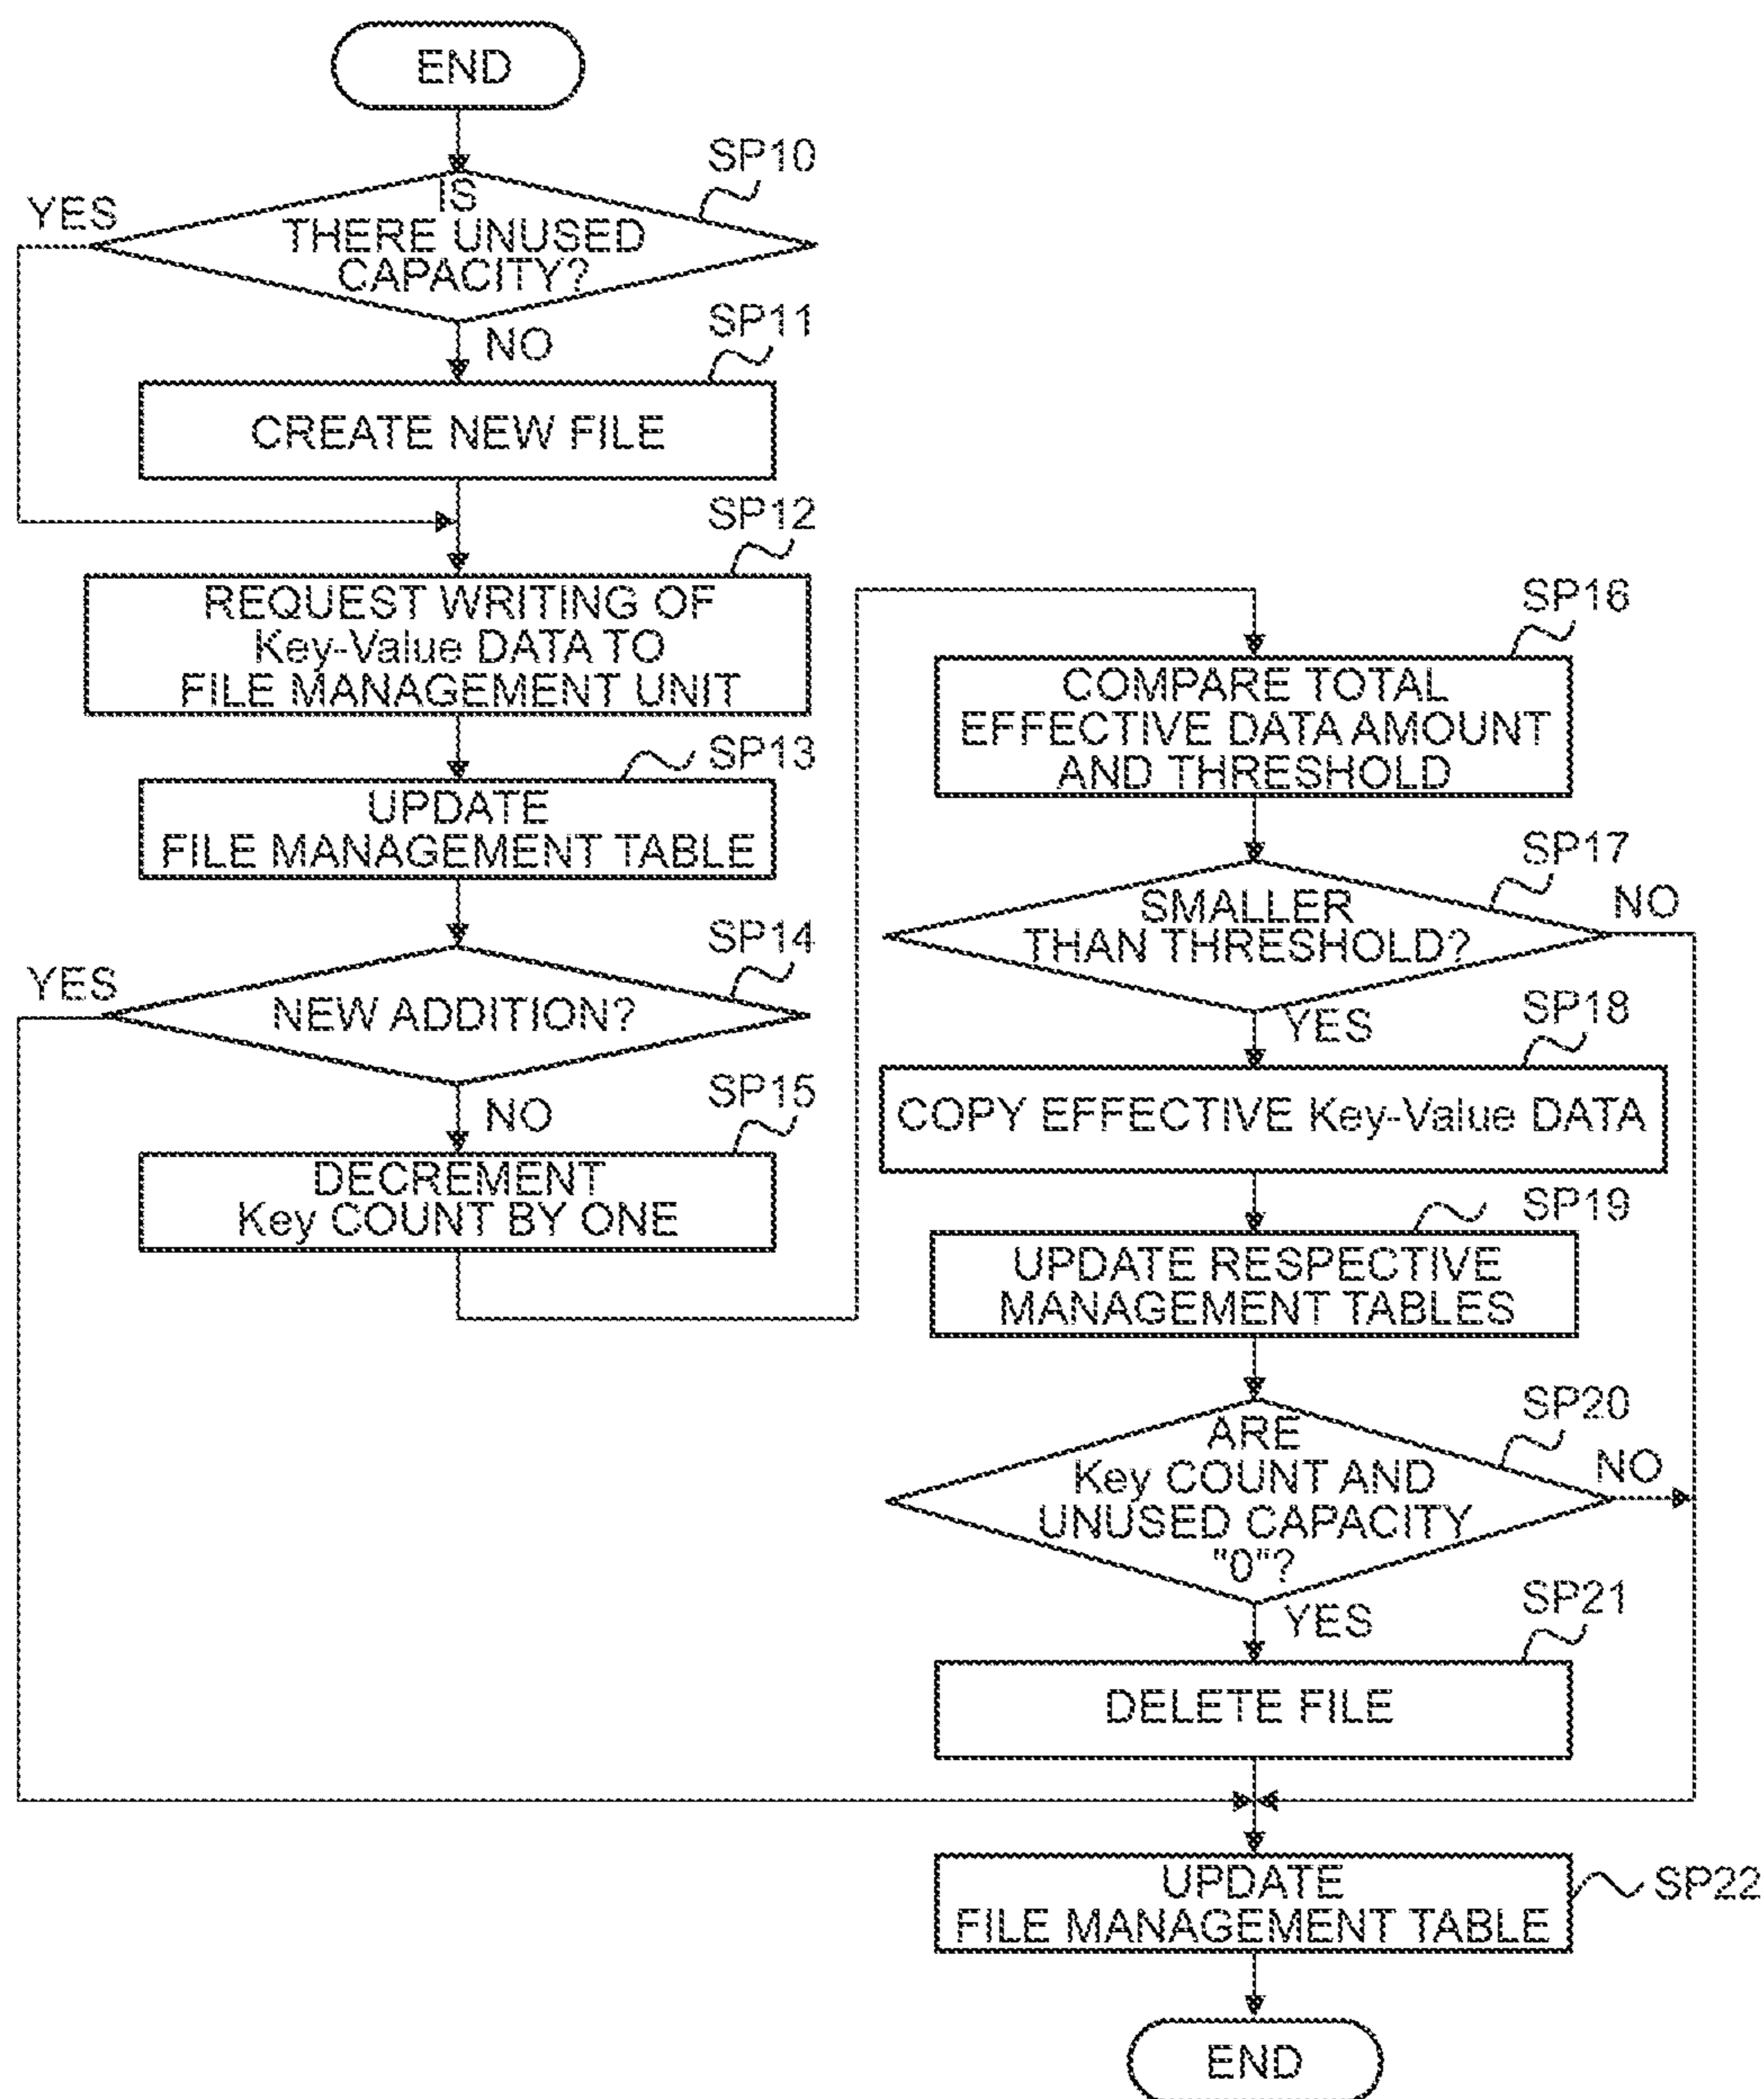 END
SP10
YES
IS
THERE UNUSED
CAPACITY?
NO
SP11
CREATE NEW FILE
SP12
REQUEST WRITING OF
Key-Value DATA TO
FILE MANAGEMENT UNIT
SP13
UPDATE
FILE MANAGEMENT TABLE
SP14
YES
NEW ADDITION?
NO
SP15
DECREMENT
Key COUNT BY ONE
SP16
COMPARE TOTAL
EFFECTIVE DATA AMOUNT
AND THRESHOLD
SP17
NO
SMALLER
THAN THRESHOLD?
YES
SP18
COPY EFFECTIVE Key-Value DATA
SP19
UPDATE RESPECTIVE
MANAGEMENT TABLES
SP20
NO
ARE
Key COUNT AND
UNUSED CAPACITY
"0"?
YES
SP21
DELETE FILE
UPDATE
FILE MANAGEMENT TABLE
SP22
END